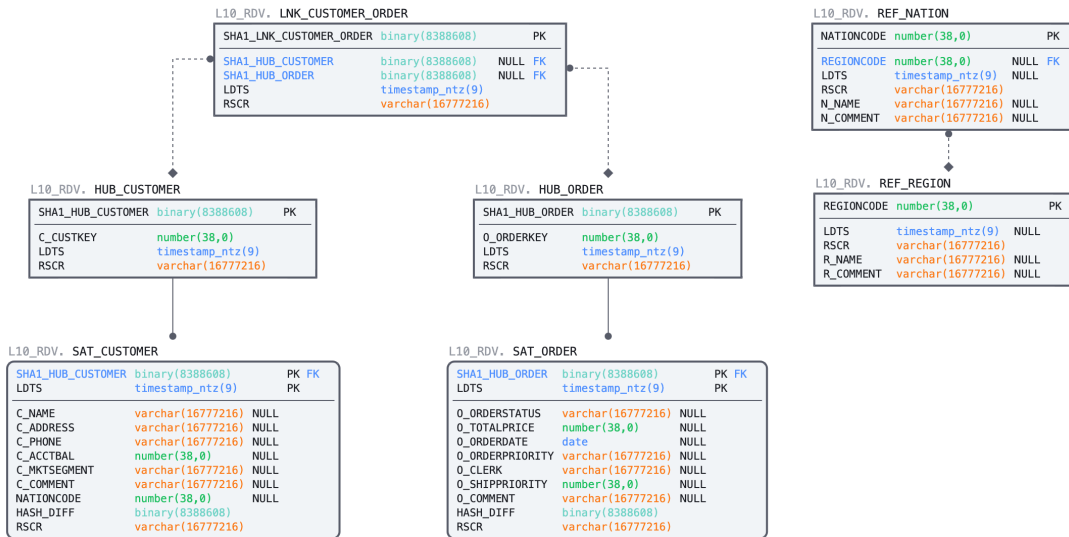 L10_RDV. LNK_CUSTOMER_ORDER
SHA1_LNK_CUSTOMER_ORDER binary(8388608) PK
SHA1_HUB_CUSTOMER binary(8388608) NULL FK
SHA1_HUB_ORDER binary(8388608) NULL FK
LDTS timestamp_ntz(9)
RSCR varchar(16777216)
L10_RDV. REF_NATION
NATIONCODE number(38,0) PK
REGIONCODE number(38,0) NULL FK
LDTS timestamp_ntz(9) NULL
RSCR varchar(16777216)
N_NAME varchar(16777216) NULL
N_COMMENT varchar(16777216) NULL
L10_RDV. HUB_CUSTOMER
SHA1_HUB_CUSTOMER binary(8388608) PK
C_CUSTKEY number(38,0)
LDTS timestamp_ntz(9)
RSCR varchar(16777216)
L10_RDV. HUB_ORDER
SHA1_HUB_ORDER binary(8388608) PK
O_ORDERKEY number(38,0)
LDTS timestamp_ntz(9)
RSCR varchar(16777216)
L10_RDV. REF_REGION
REGIONCODE number(38,0) PK
LDTS timestamp_ntz(9) NULL
RSCR varchar(16777216)
R_NAME varchar(16777216) NULL
R_COMMENT varchar(16777216) NULL
L10_RDV. SAT_CUSTOMER
SHA1_HUB_CUSTOMER binary(8388608) PK FK
LDTS timestamp_ntz(9) PK
C_NAME varchar(16777216) NULL
C_ADDRESS varchar(16777216) NULL
C_PHONE varchar(16777216) NULL
C_ACCTBAL number(38,0) NULL
C_MKTSEGMENT varchar(16777216) NULL
C_COMMENT varchar(16777216) NULL
NATIONCODE number(38,0) NULL
HASH_DIFF binary(8388608)
RSCR varchar(16777216)
L10_RDV. SAT_ORDER
SHA1_HUB_ORDER binary(8388608) PK FK
LDTS timestamp_ntz(9) PK
O_ORDERSTATUS varchar(16777216) NULL
O_TOTALPRICE number(38,0) NULL
O_ORDERDATE date NULL
O_ORDERPRIORITY varchar(16777216) NULL
O_CLERK varchar(16777216) NULL
O_SHIPPRIORITY number(38,0) NULL
O_COMMENT varchar(16777216) NULL
HASH_DIFF binary(8388608)
RSCR varchar(16777216)